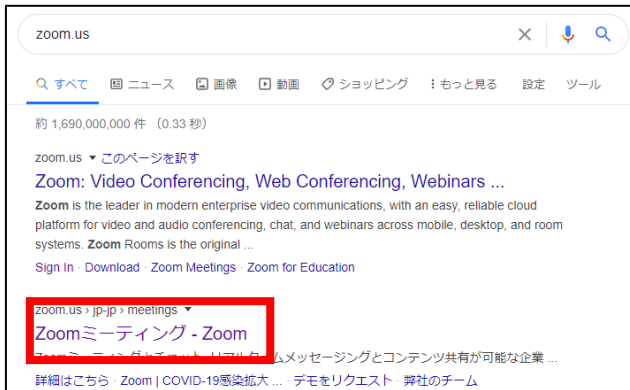 zoom.us
すべて ニュース 画像 動画 ショッピング もっと見る 設定 ツール
約 1,690,000,000 件 （0.33 秒）
zoom.us ▼ このページを訳す
Zoom: Video Conferencing, Web Conferencing, Webinars ...
Zoom is the leader in modern enterprise video communications, with an easy, reliable cloud
platform for video and audio conferencing, chat, and webinars across mobile, desktop, and room
systems. Zoom Rooms is the original ...
Sign In · Download · Zoom Meetings · Zoom for Education
zoom.us › jp-jp › meetings ▼
Zoomミーティング - Zoom
ムメッセージングとコンテンツ共有が可能な企業 ...
詳細はこちら · Zoom | COVID-19感染拡大 ... · デモをリクエスト · 弊社のチーム